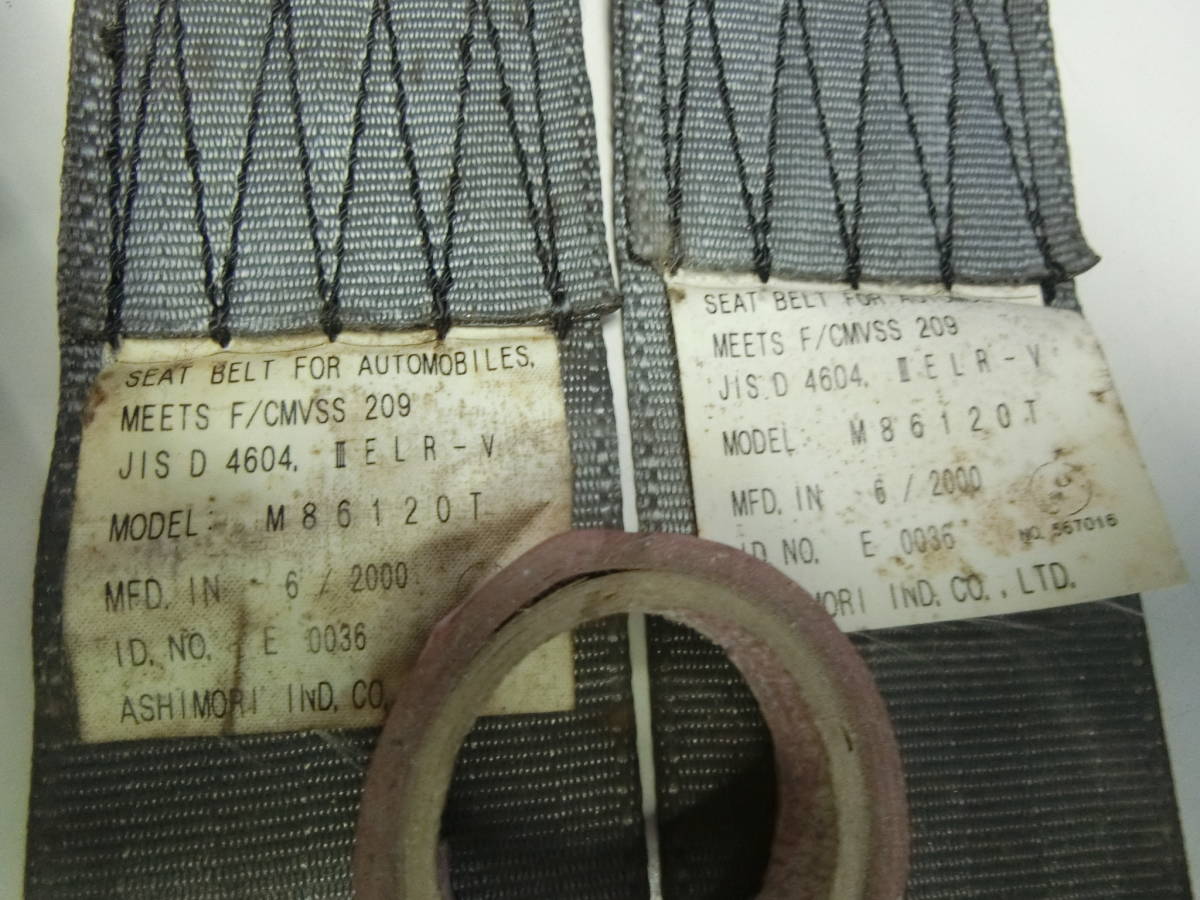 SEAT BELT FOR AUTOMOBILES,
MEETS F/CMVSS 209
JIS D 4604, Ⅲ E L R - V
MODEL: M 8 6 1 2 0 T
MFD. IN 6 / 2000
ID. NO. E 0036
ASHIMORI IND. CO.
SEAT BELT FOR
MEETS F/CMVSS 209
JIS D 4604, Ⅲ E L R - V
MODEL: M 8 6 1 2 0 T
MFD. IN 6 / 2000
ID NO. E 0036
NO. 567016
MORI IND. CO., LTD.